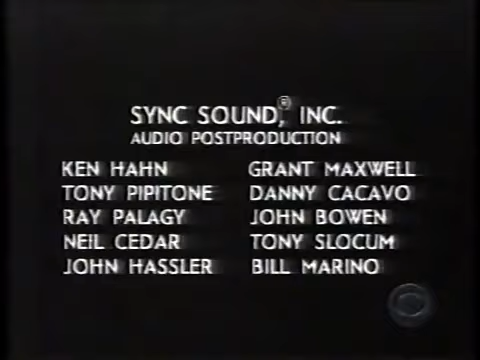 SYNC SOUND,® INC.
AUDIO POSTPRODUCTION
KEN HAHN GRANT MAXWELL
TONY PIPITONE DANNY CACAVO
RAY PALAGY JOHN BOWEN
NEIL CEDAR TONY SLOCUM
JOHN HASSLER BILL MARINO